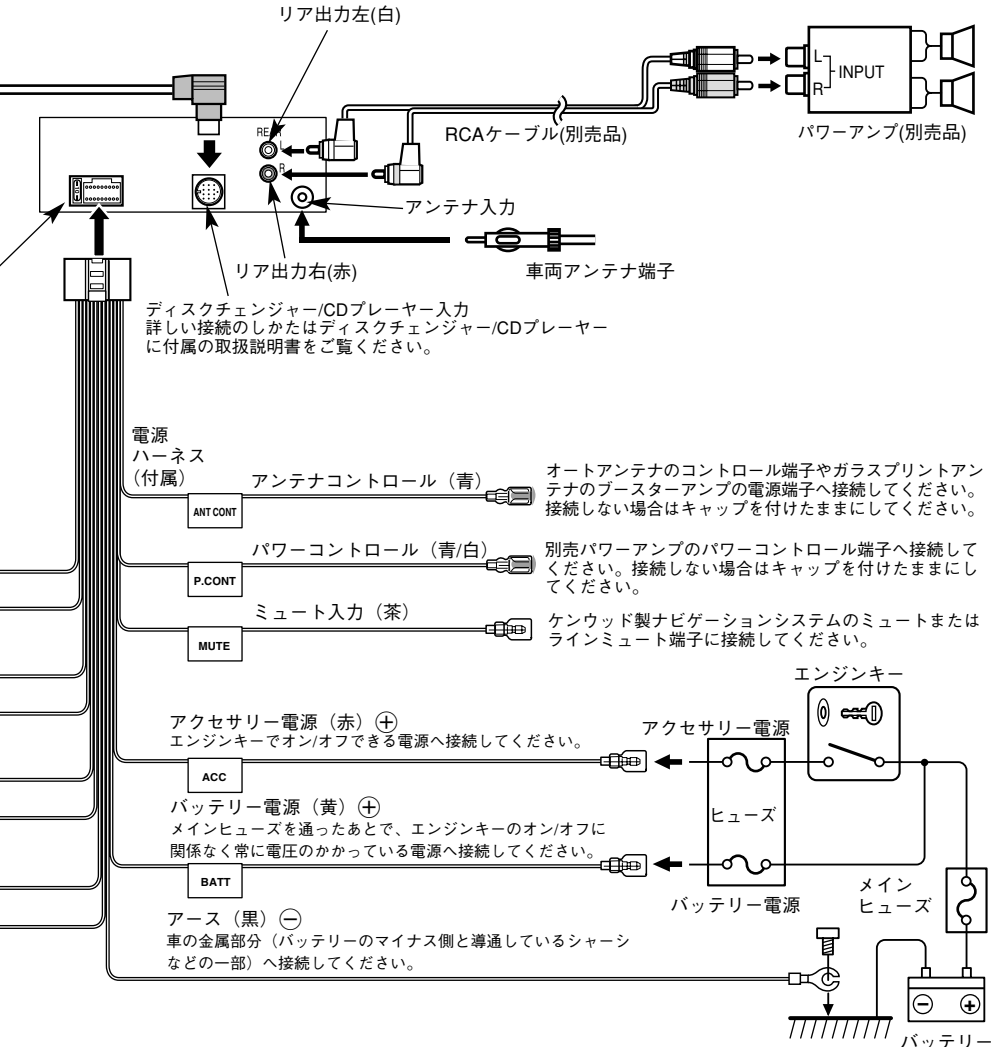 リア出力左(白)
L
R
INPUT
RCAケーブル(別売品)
パワーアンプ(別売品)
REAR
L
R
アンテナ入力
リア出力右(赤)
車両アンテナ端子
ディスクチェンジャー/CDプレーヤー入力
詳しい接続のしかたはディスクチェンジャー/CDプレーヤー
に付属の取扱説明書をご覧ください。
電源
ハーネス
(付属)
アンテナコントロール（青）
ANT CONT
オートアンテナのコントロール端子やガラスプリントアン
テナのブースターアンプの電源端子へ接続してください。
接続しない場合はキャップを付けたままにしてください。
パワーコントロール（青/白）
P.CONT
別売パワーアンプのパワーコントロール端子へ接続して
ください。接続しない場合はキャップを付けたままにし
てください。
ミュート入力（茶）
MUTE
ケンウッド製ナビゲーションシステムのミュートまたは
ラインミュート端子に接続してください。
エンジンキー
アクセサリー電源（赤）⊕
エンジンキーでオン/オフできる電源へ接続してください。
ACC
アクセサリー電源
ヒューズ
バッテリー電源（黄）⊕
メインヒューズを通ったあとで、エンジンキーのオン/オフに
関係なく常に電圧のかかっている電源へ接続してください。
BATT
バッテリー電源
メイン
ヒューズ
アース（黒）⊖
車の金属部分（バッテリーのマイナス側と導通しているシャーシ
などの一部）へ接続してください。
⊖ ⊕
バッテリー